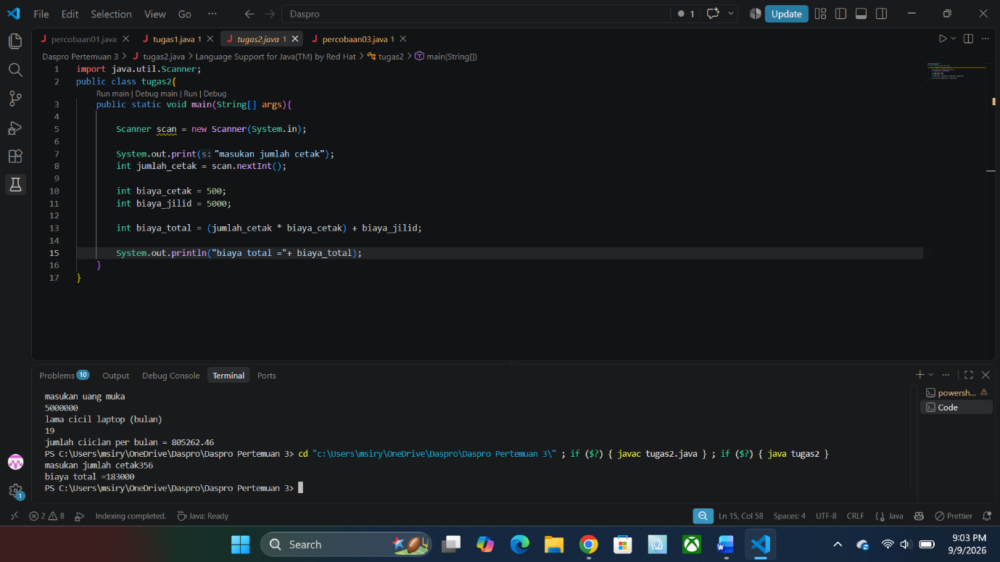 File Edit Selection View Go ··· Daspro 1 Update
percobaan01.java tugas1.java 1 tugas2.java 1 percobaan03.java 1
Daspro Pertemuan 3 > tugas2.java > Language Support for Java(TM) by Red Hat > tugas2 > main(String[])
1 import java.util.Scanner;
2 public class tugas2{
Run main | Debug main | Run | Debug
3 public static void main(String[] args){
4
5 Scanner scan = new Scanner(System.in);
6
7 System.out.print(s: "masukan jumlah cetak");
8 int jumlah_cetak = scan.nextInt();
9
10 int biaya_cetak = 500;
11 int biaya_jilid = 5000;
12
13 int biaya_total = (jumlah_cetak * biaya_cetak) + biaya_jilid;
14
15 System.out.println("biaya total ="+ biaya_total);
16 }
17 }
Problems 10 Output Debug Console Terminal Ports
powersh...
Code
masukan uang muka
5000000
lama cicil laptop (bulan)
19
jumlah ciiclan per bulan = 805262.46
PS C:\Users\msiry\OneDrive\Daspro\Daspro Pertemuan 3> cd "c:\Users\msiry\OneDrive\Daspro\Daspro Pertemuan 3\" ; if ($?) { javac tugas2.java } ; if ($?) { java tugas2 }
masukan jumlah cetak356
biaya total =183000
PS C:\Users\msiry\OneDrive\Daspro\Daspro Pertemuan 3>
1
2 8 Indexing completed. Java: Ready Ln 15, Col 58 Spaces: 4 UTF-8 CRLF {} Java Prettier
Search 9:03 PM
9/9/2026